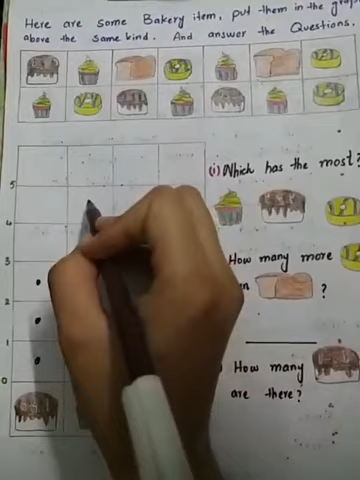 Here are some Bakery item, put them in the
above the same kind. And answer the Questions.
(i) Which has the most?
How many more
?
How many
are there?
5
4
3
2
1
0